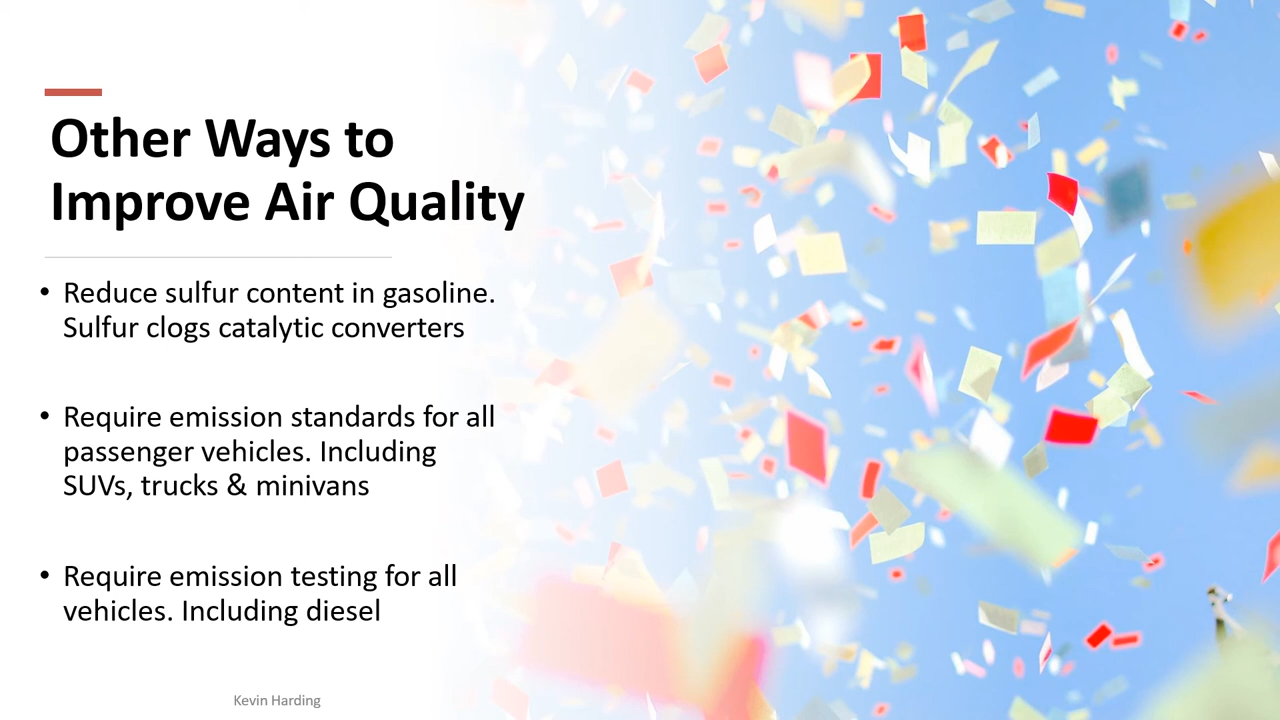 Other Ways to
Improve Air Quality
• Reduce sulfur content in gasoline.
Sulfur clogs catalytic converters
• Require emission standards for all
passenger vehicles. Including
SUVs, trucks & minivans
• Require emission testing for all
vehicles. Including diesel
Kevin Harding